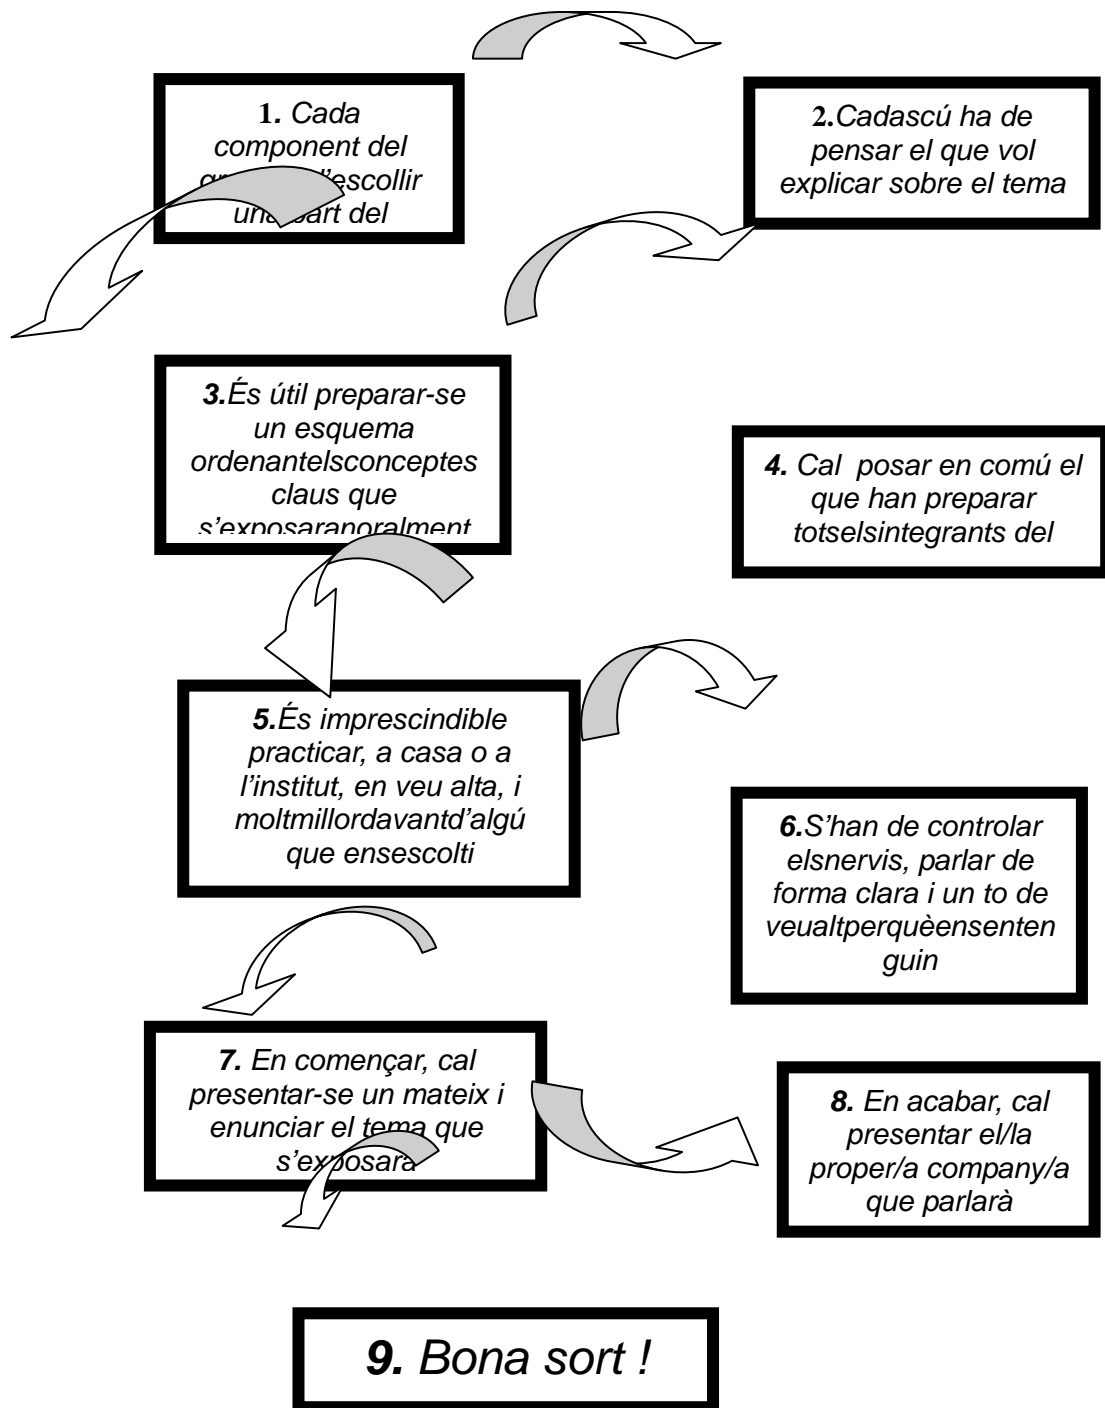 1. Cada
component del
d'escollir
una part del
2.Cadascú ha de
pensar el que vol
explicar sobre el tema
3.És útil preparar-se
un esquema
ordenantelsconceptes
claus que
s'exposaranoralment
4. Cal  posar en comú el
que han preparar
totselsintegrants del
5.És imprescindible
practicar, a casa o a
l'institut, en veu alta, i
moltmillordavantd'algú
que ensescolti
6.S'han de controlar
elsnervis, parlar de
forma clara i un to de
veualtperquèensenten
guin
7. En començar, cal
presentar-se un mateix i
enunciar el tema que
s'exposarà
8. En acabar, cal
presentar el/la
proper/a company/a
que parlarà
9. Bona sort !